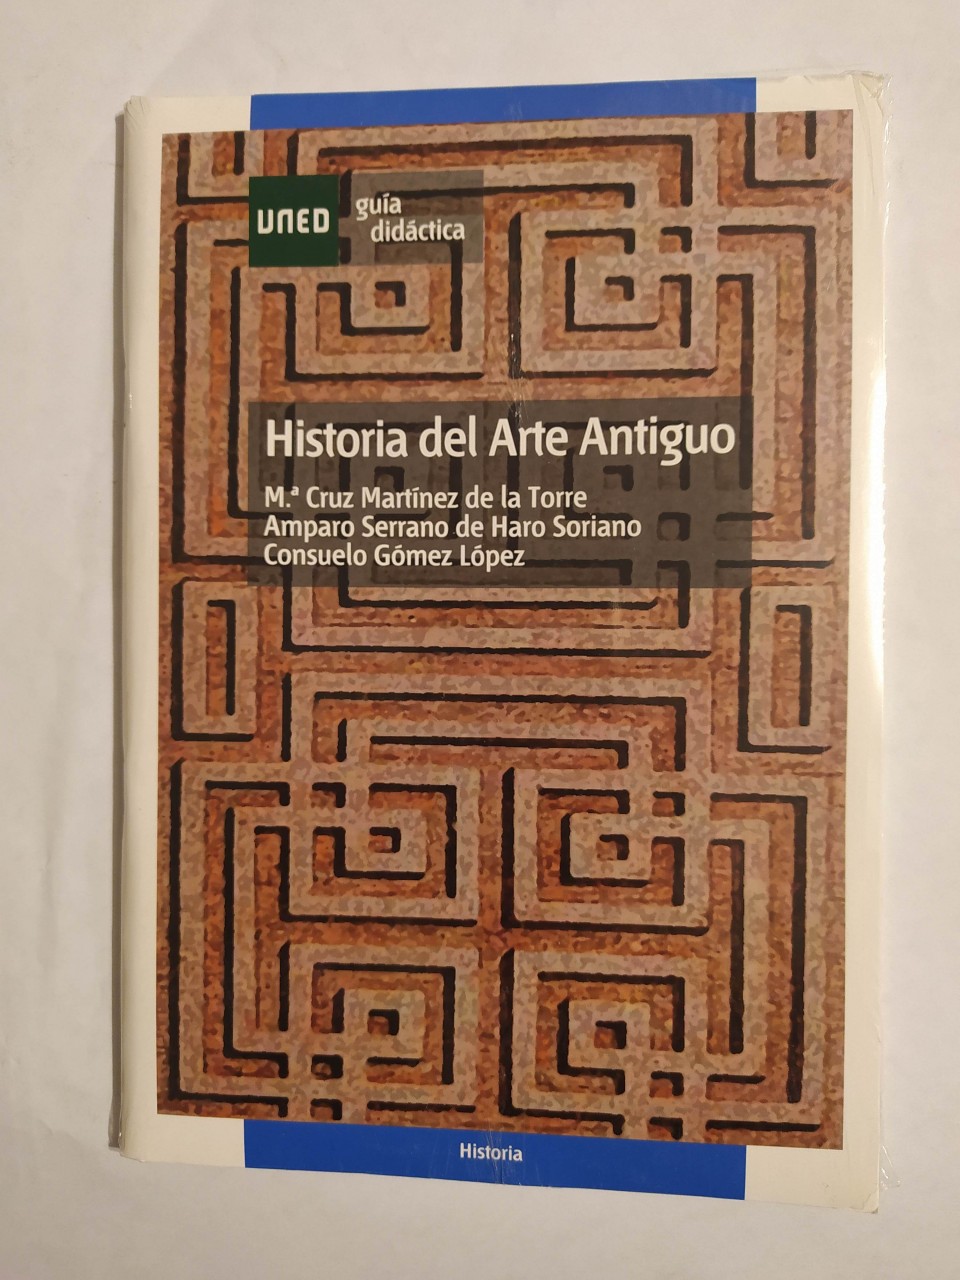 UNED
guía
didáctica
Historia del Arte Antiguo
M.ª Cruz Martínez de la Torre
Amparo Serrano de Haro Soriano
Consuelo Gómez López
Historia